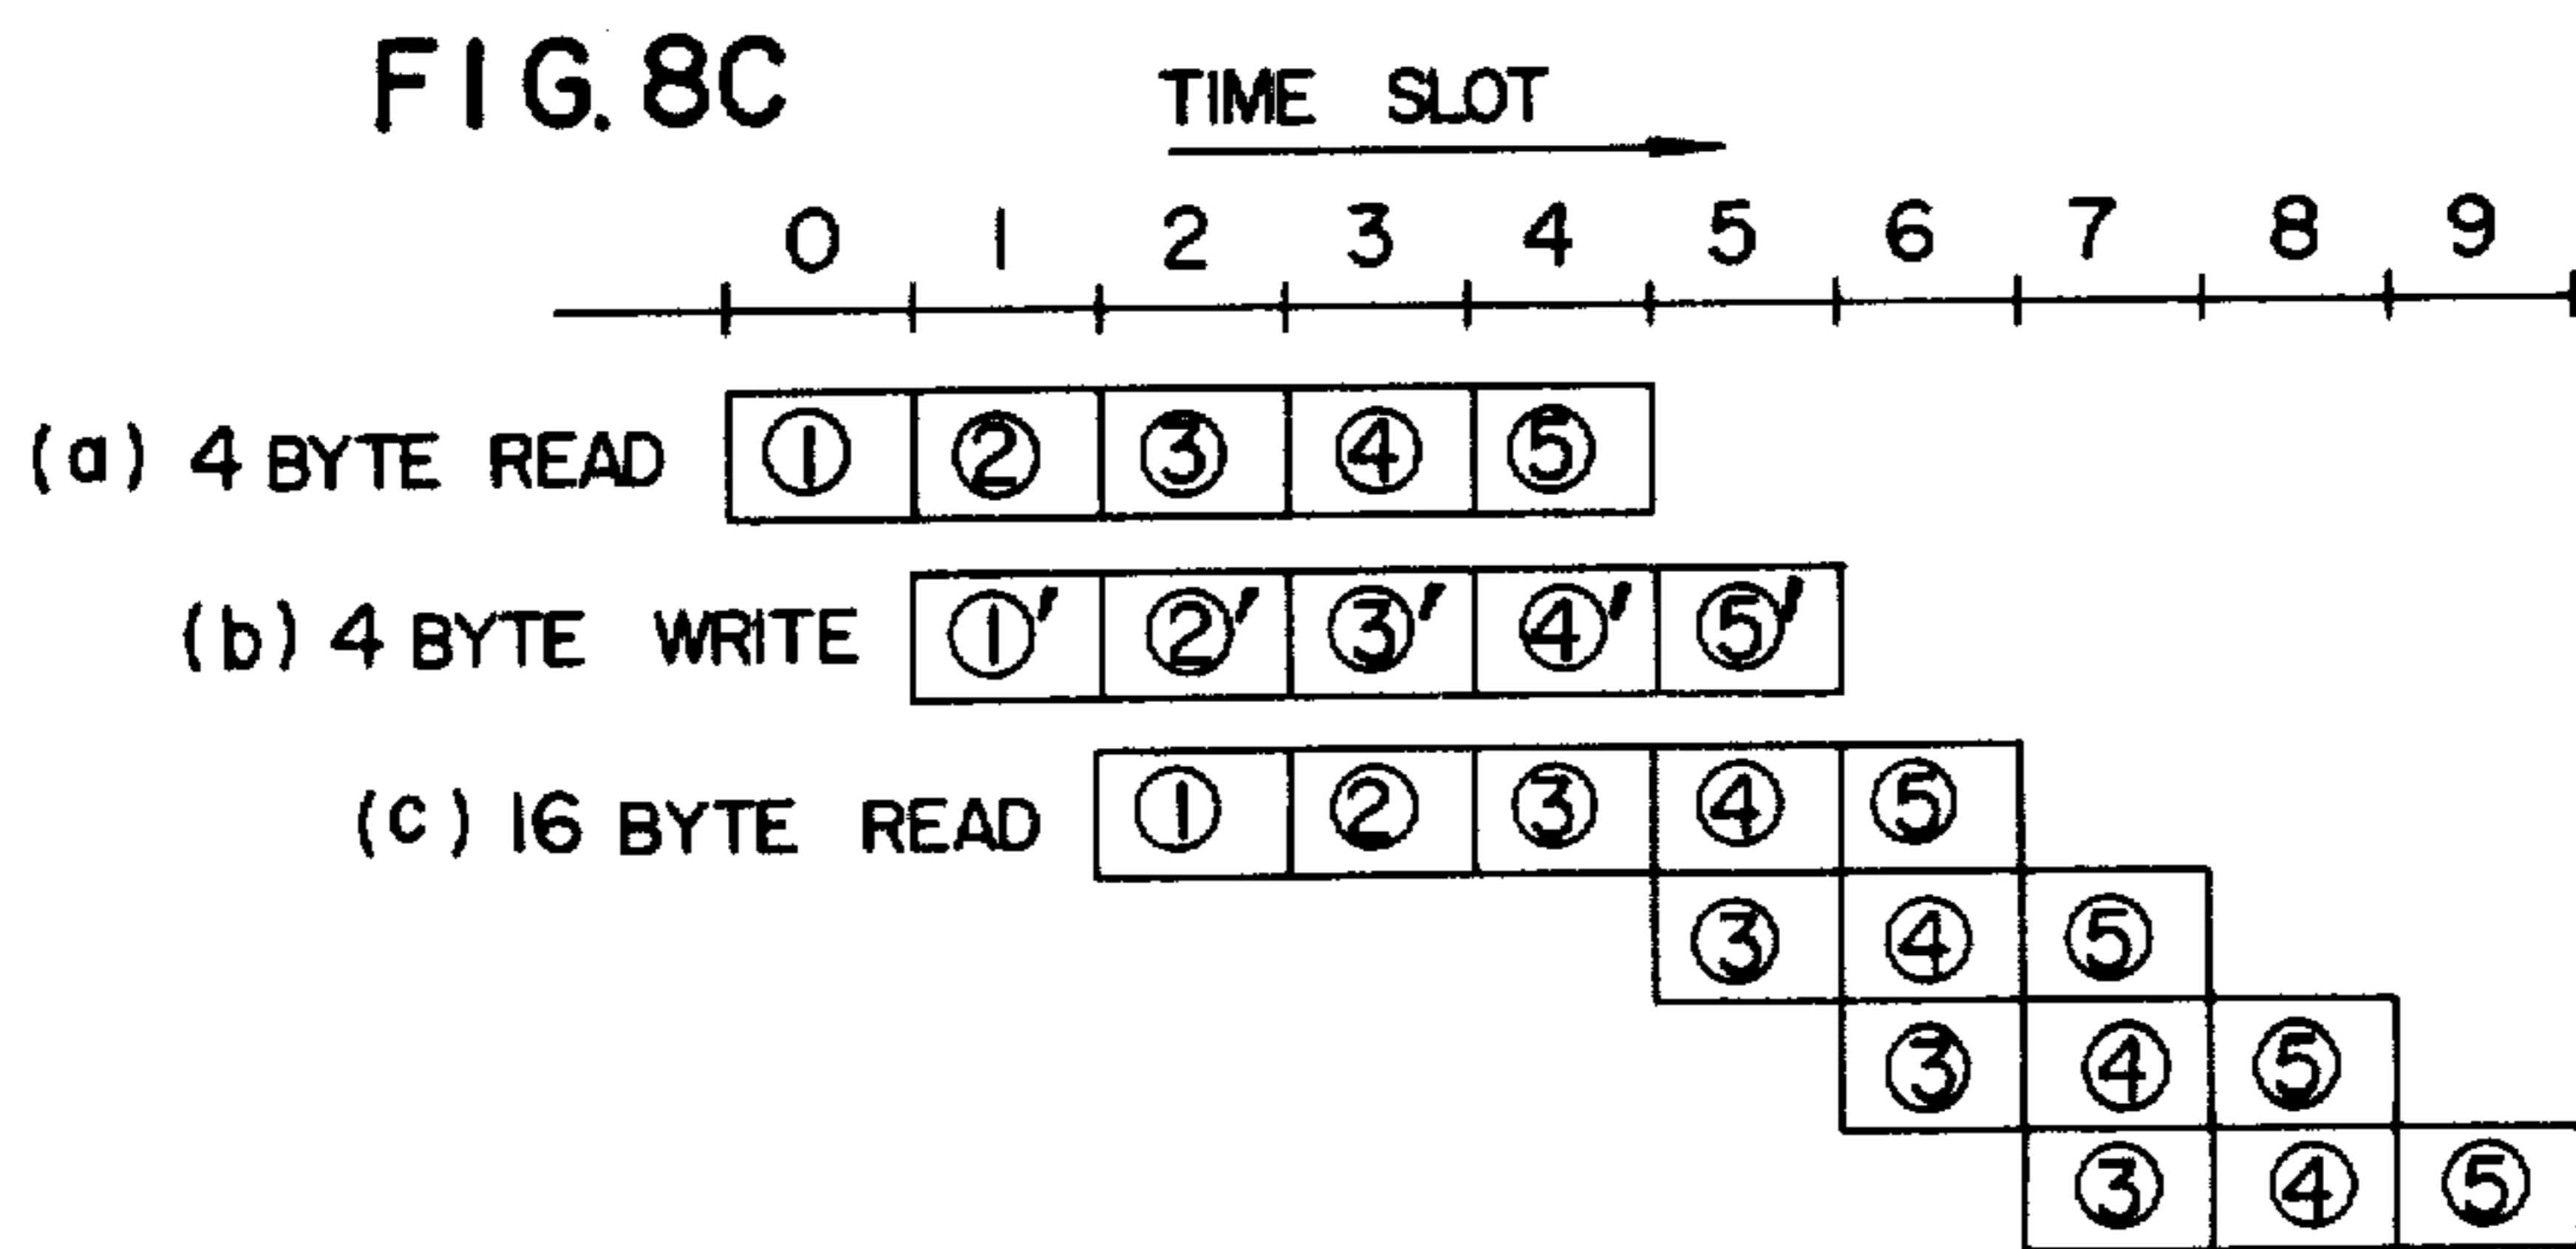 FIG. 8C
TIME SLOT
0 1 2 3 4 5 6 7 8 9
(a) 4 BYTE READ ① ② ③ ④ ⑤
(b) 4 BYTE WRITE ①' ②' ③' ④' ⑤'
(c) 16 BYTE READ ① ② ③ ④ ⑤
③ ④ ⑤
③ ④ ⑤
③ ④ ⑤